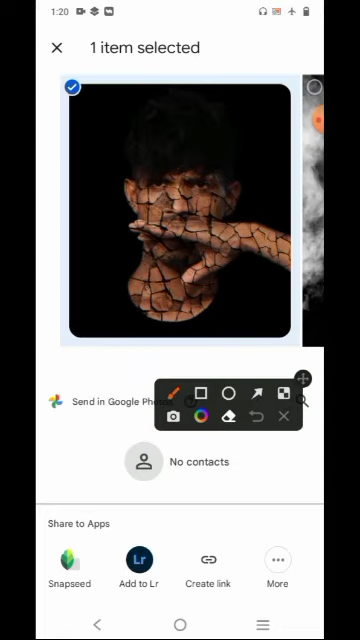 1:20
1 item selected
Send in Google Photos
No contacts
Share to Apps
Lr
Snapseed
Add to Lr
Create link
More